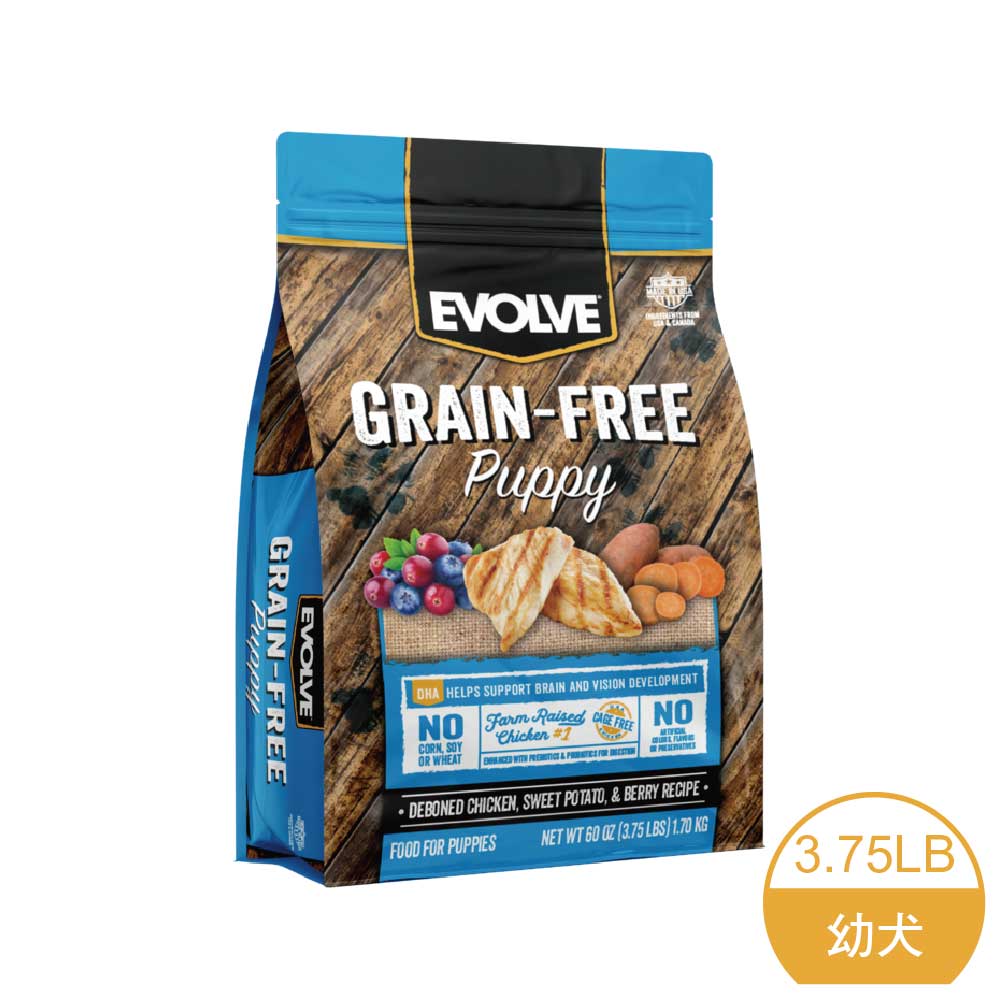 EVOLVE
MADE IN USA
INGREDIENTS FROM
USA & CANADA
GRAIN-FREE
Puppy
DHA HELPS SUPPORT BRAIN AND VISION DEVELOPMENT
NO
CORN, SOY
OR WHEAT
Farm Raised
Chicken #1
CAGE FREE
ENHANCED WITH PREBIOTICS & PROBIOTICS FOR DIGESTION
NO
ARTIFICIAL
COLORS, FLAVORS
OR PRESERVATIVES
• DEBONED CHICKEN, SWEET POTATO, & BERRY RECIPE •
FOR FOR PUPPIES
NET WT 60 OZ (3.75 LBS) 1.70 KG
EVOLVE
GRAIN-FREE
Puppy
3.75LB
幼犬